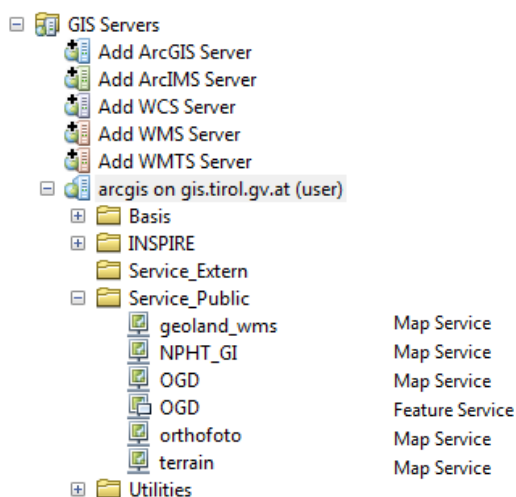 GIS Servers
Add ArcGIS Server
Add ArcIMS Server
Add WCS Server
Add WMS Server
Add WMTS Server
arcgis on gis.tirol.gv.at (user)
Basis
INSPIRE
Service_Extern
Service_Public
geoland_wms Map Service
NPHT_GI Map Service
OGD Map Service
OGD Feature Service
orthofoto Map Service
terrain Map Service
Utilities